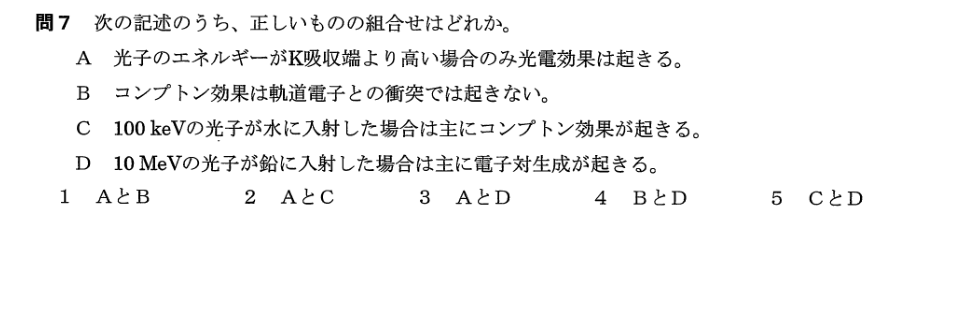 問7 次の記述のうち、正しいものの組合せはどれか。
A 光子のエネルギーがK吸収端より高い場合のみ光電効果は起きる。
B コンプトン効果は軌道電子との衝突では起きない。
C 100 keVの光子が水に入射した場合は主にコンプトン効果が起きる。
D 10 MeVの光子が鉛に入射した場合は主に電子対生成が起きる。
1 AとB 2 AとC 3 AとD 4 BとD 5 CとD